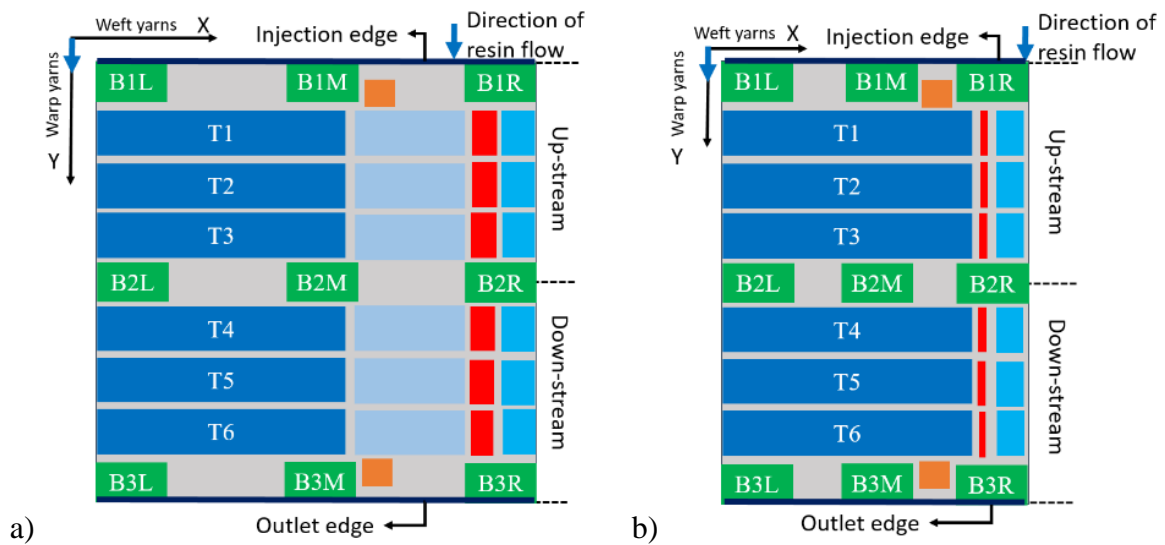 Weft yarns X
Direction of
resin flow
Injection edge
Warp yarns
Y
B1L B1M B1R
T1
T2
T3
Up-stream
B2L B2M B2R
T4
T5
T6
Down-stream
B3L B3M B3R
Outlet edge
a)
Weft yarns X
Direction of
resin flow
Injection edge
Warp yarns
Y
B1L B1M B1R
T1
T2
T3
Up-stream
B2L B2M B2R
T4
T5
T6
Down-stream
B3L B3M B3R
Outlet edge
b)